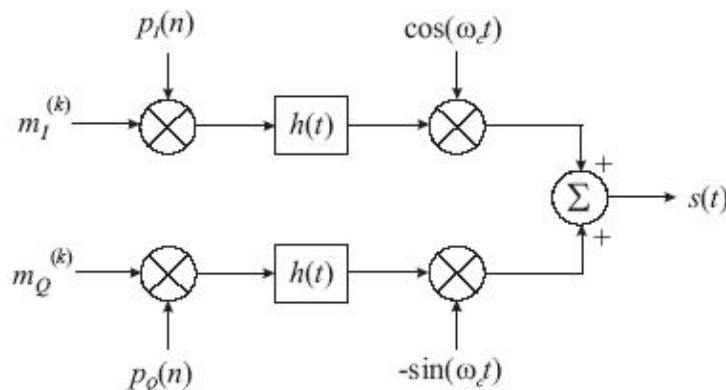 p_I(n)
cos(ω_c t)
m_I^(k)
h(t)
+
Σ
s(t)
+
m_Q^(k)
h(t)
p_Q(n)
-sin(ω_c t)